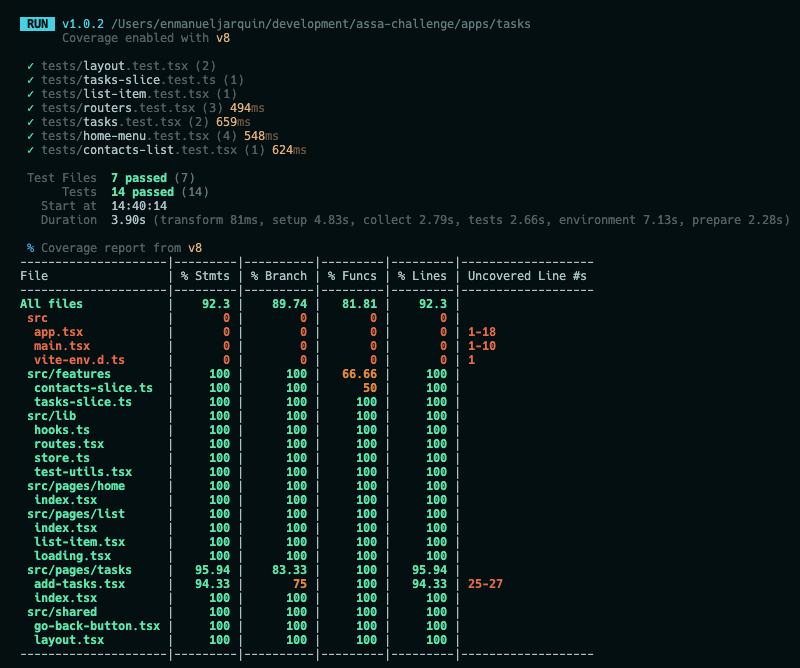 RUN v1.0.2 /Users/enmanueljarquin/development/assa-challenge/apps/tasks
Coverage enabled with v8
✓ tests/layout.test.tsx (2)
✓ tests/tasks-slice.test.ts (1)
✓ tests/list-item.test.tsx (1)
✓ tests/routers.test.tsx (3) 494ms
✓ tests/tasks.test.tsx (2) 659ms
✓ tests/home-menu.test.tsx (4) 548ms
✓ tests/contacts-list.test.tsx (1) 624ms
Test Files 7 passed (7)
Tests 14 passed (14)
Start at 14:40:14
Duration 3.90s (transform 81ms, setup 4.83s, collect 2.79s, tests 2.66s, environment 7.13s, prepare 2.28s)
% Coverage report from v8
---------------------|---------|----------|---------|---------|-------------------
File | % Stmts | % Branch | % Funcs | % Lines | Uncovered Line #s
---------------------|---------|----------|---------|---------|-------------------
All files | 92.3 | 89.74 | 81.81 | 92.3 |
src | 0 | 0 | 0 | 0 |
app.tsx | 0 | 0 | 0 | 0 | 1-18
main.tsx | 0 | 0 | 0 | 0 | 1-10
vite-env.d.ts | 0 | 0 | 0 | 0 | 1
src/features | 100 | 100 | 66.66 | 100 |
contacts-slice.ts | 100 | 100 | 50 | 100 |
tasks-slice.ts | 100 | 100 | 100 | 100 |
src/lib | 100 | 100 | 100 | 100 |
hooks.ts | 100 | 100 | 100 | 100 |
routes.tsx | 100 | 100 | 100 | 100 |
store.ts | 100 | 100 | 100 | 100 |
test-utils.tsx | 100 | 100 | 100 | 100 |
src/pages/home | 100 | 100 | 100 | 100 |
index.tsx | 100 | 100 | 100 | 100 |
src/pages/list | 100 | 100 | 100 | 100 |
index.tsx | 100 | 100 | 100 | 100 |
list-item.tsx | 100 | 100 | 100 | 100 |
loading.tsx | 100 | 100 | 100 | 100 |
src/pages/tasks | 95.94 | 83.33 | 100 | 95.94 |
add-tasks.tsx | 94.33 | 75 | 100 | 94.33 | 25-27
index.tsx | 100 | 100 | 100 | 100 |
src/shared | 100 | 100 | 100 | 100 |
go-back-button.tsx | 100 | 100 | 100 | 100 |
layout.tsx | 100 | 100 | 100 | 100 |
---------------------|---------|----------|---------|---------|-------------------